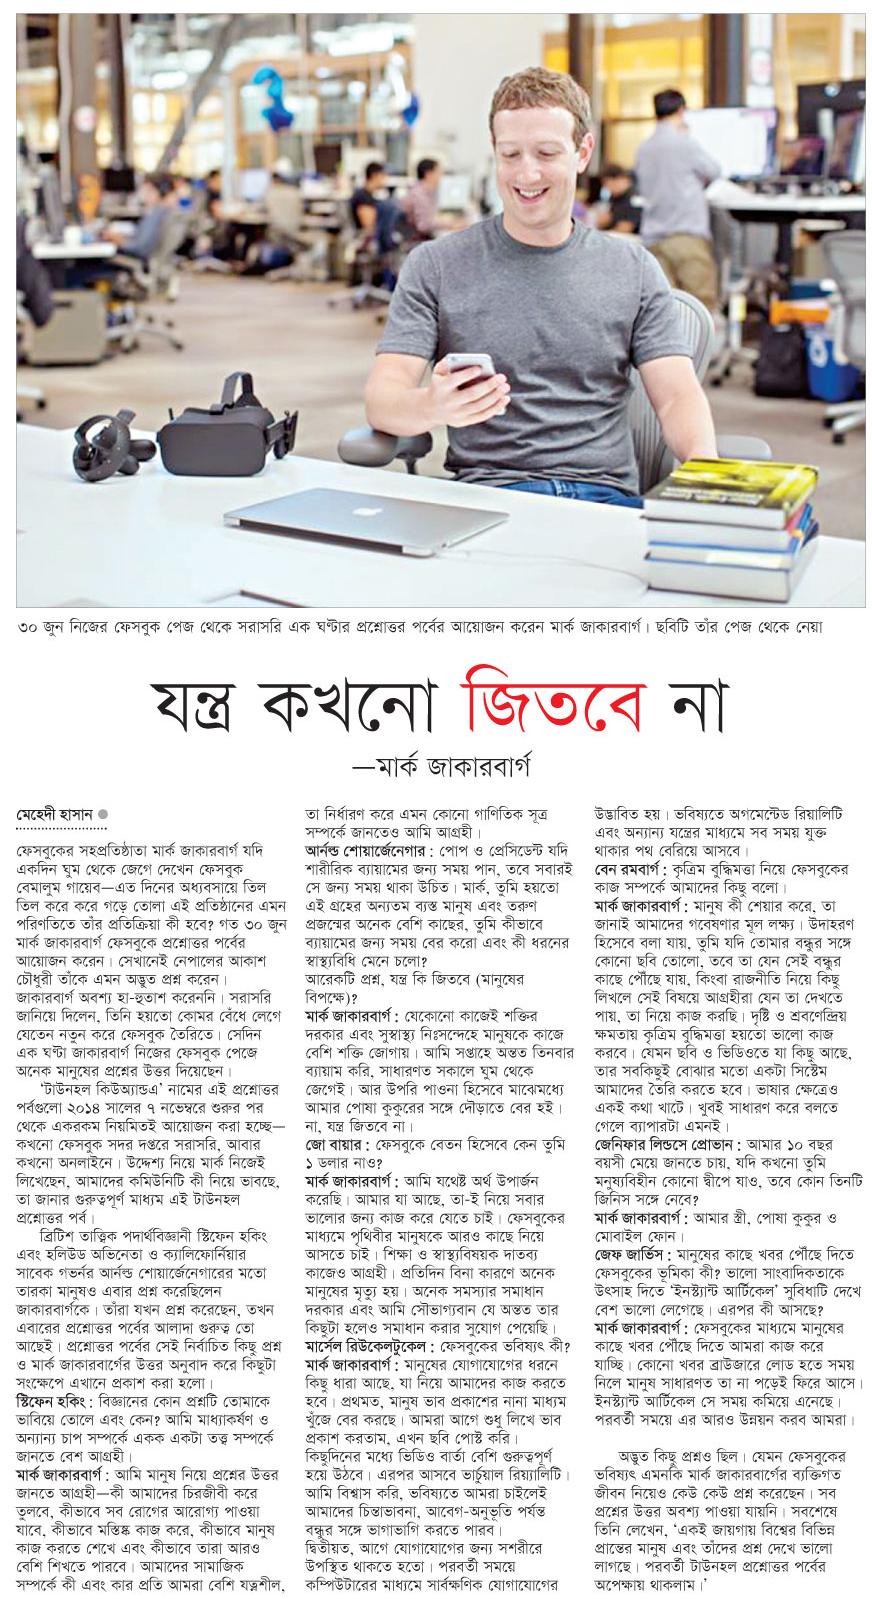 ৩০ জুন নিজের ফেসবুক পেজ থেকে সরাসরি এক ঘণ্টার প্রশ্নোত্তর পর্বের আয়োজন করেন মার্ক জাকারবার্গ। ছবিটি তাঁর পেজ থেকে নেয়া
যন্ত্র কখনো জিতবে না
—মার্ক জাকারবার্গ
মেহেদী হাসান ●
ফেসবুকের সহপ্রতিষ্ঠাতা মার্ক জাকারবার্গ যদি
একদিন ঘুম থেকে জেগে দেখেন ফেসবুক
বেমালুম গায়েব—এত দিনের অধ্যবসায়ে তিল
তিল করে করে গড়ে তোলা এই প্রতিষ্ঠানের এমন
পরিণতিতে তাঁর প্রতিক্রিয়া কী হবে? গত ৩০ জুন
মার্ক জাকারবার্গ ফেসবুকে প্রশ্নোত্তর পর্বের
আয়োজন করেন। সেখানেই নেপালের আকাশ
চৌধুরী তাঁকে এমন অদ্ভুত প্রশ্ন করেন।
জাকারবার্গ অবশ্য হা-হুতাশ করেননি। সরাসরি
জানিয়ে দিলেন, তিনি হয়তো কোমর বেঁধে লেগে
যেতেন নতুন করে ফেসবুক তৈরিতে। সেদিন
এক ঘণ্টা জাকারবার্গ নিজের ফেসবুক পেজে
অনেক মানুষের প্রশ্নের উত্তর দিয়েছেন।
‘টাউনহল কিউঅ্যান্ডএ’ নামের এই প্রশ্নোত্তর
পর্বগুলো ২০১৪ সালের ৭ নভেম্বরে শুরুর পর
থেকে একরকম নিয়মিতই আয়োজন করা হচ্ছে—
কখনো ফেসবুক সদর দপ্তরে সরাসরি, আবার
কখনো অনলাইনে। উদ্দেশ্য নিয়ে মার্ক নিজেই
লিখেছেন, আমাদের কমিউনিটি কী নিয়ে ভাবছে,
তা জানার গুরুত্বপূর্ণ মাধ্যম এই টাউনহল
প্রশ্নোত্তর পর্ব।
ব্রিটিশ তাত্ত্বিক পদার্থবিজ্ঞানী স্টিফেন হকিং
এবং হলিউড অভিনেতা ও ক্যালিফোর্নিয়ার
সাবেক গভর্নর আর্নল্ড শোয়ার্জেনেগারের মতো
তারকা মানুষও এবার প্রশ্ন করেছিলেন
জাকারবার্গকে। তাঁরা যখন প্রশ্ন করেছেন, তখন
এবারের প্রশ্নোত্তর পর্বের আলাদা গুরুত্ব তো
আছেই। প্রশ্নোত্তর পর্বের সেই নির্বাচিত কিছু প্রশ্ন
ও মার্ক জাকারবার্গের উত্তর অনুবাদ করে কিছুটা
সংক্ষেপে এখানে প্রকাশ করা হলো।
স্টিফেন হকিং: বিজ্ঞানের কোন প্রশ্নটি তোমাকে
ভাবিয়ে তোলে এবং কেন? আমি মাধ্যাকর্ষণ ও
অন্যান্য চাপ সম্পর্কে একক একটা তত্ত্ব সম্পর্কে
জানতে বেশ আগ্রহী।
মার্ক জাকারবার্গ: আমি মানুষ নিয়ে প্রশ্নের উত্তর
জানতে আগ্রহী—কী আমাদের চিরজীবী করে
তুলবে, কীভাবে সব রোগের আরোগ্য পাওয়া
যাবে, কীভাবে মস্তিষ্ক কাজ করে, কীভাবে মানুষ
কাজ করতে শেখে এবং কীভাবে তারা আরও
বেশি শিখতে পারবে। আমাদের সামাজিক
সম্পর্কে কী এবং কার প্রতি আমরা বেশি যত্নশীল,
তা নির্ধারণ করে এমন কোনো গাণিতিক সূত্র
সম্পর্কে জানতেও আমি আগ্রহী।
আর্নল্ড শোয়ার্জেনেগার: পোপ ও প্রেসিডেন্ট যদি
শারীরিক ব্যায়ামের জন্য সময় পান, তবে সবারই
সে জন্য সময় থাকা উচিত। মার্ক, তুমি হয়তো
এই গ্রহের অন্যতম ব্যস্ত মানুষ এবং তরুণ
প্রজন্মের অনেক বেশি কাছের, তুমি কীভাবে
ব্যায়ামের জন্য সময় বের করো এবং কী ধরনের
স্বাস্থ্যবিধি মেনে চলো?
আরেকটি প্রশ্ন, যন্ত্র কি জিতবে (মানুষের
বিপক্ষে)?
মার্ক জাকারবার্গ: যেকোনো কাজেই শক্তির
দরকার এবং সুস্বাস্থ্য নিঃসন্দেহে মানুষকে কাজে
বেশি শক্তি জোগায়। আমি সপ্তাহে অন্তত তিনবার
ব্যায়াম করি, সাধারণত সকালে ঘুম থেকে
জেগেই। আর উপরি পাওনা হিসেবে মাঝেমধ্যে
আমার পোষা কুকুরের সঙ্গে দৌড়াতে বের হই।
না, যন্ত্র জিতবে না।
জো বায়ার: ফেসবুকে বেতন হিসেবে কেন তুমি
১ ডলার নাও?
মার্ক জাকারবার্গ: আমি যথেষ্ট অর্থ উপার্জন
করেছি। আমার যা আছে, তা-ই নিয়ে সবার
ভালোর জন্য কাজ করে যেতে চাই। ফেসবুকের
মাধ্যমে পৃথিবীর মানুষকে আরও কাছে নিয়ে
আসতে চাই। শিক্ষা ও স্বাস্থ্যবিষয়ক দাতব্য
কাজেও আগ্রহী। প্রতিদিন বিনা কারণে অনেক
মানুষের মৃত্যু হয়। অনেক সমস্যার সমাধান
দরকার এবং আমি সৌভাগ্যবান যে অন্তত তার
কিছুটা হলেও সমাধান করার সুযোগ পেয়েছি।
মার্সেল রিউকেলটুকেল: ফেসবুকের ভবিষ্যৎ কী?
মার্ক জাকারবার্গ: মানুষের যোগাযোগের ধরনে
কিছু ধারা আছে, যা নিয়ে আমাদের কাজ করতে
হবে। প্রথমত, মানুষ ভাব প্রকাশের নানা মাধ্যম
খুঁজে বের করছে। আমরা আগে শুধু লিখে ভাব
প্রকাশ করতাম, এখন ছবি পোস্ট করি।
কিছুদিনের মধ্যে ভিডিও বার্তা বেশি গুরুত্বপূর্ণ
হয়ে উঠবে। এরপর আসবে ভার্চুয়াল রিয়্যালিটি।
আমি বিশ্বাস করি, ভবিষ্যতে আমরা চাইলেই
আমাদের চিন্তাভাবনা, আবেগ-অনুভূতি পর্যন্ত
বন্ধুর সঙ্গে ভাগাভাগি করতে পারব।
দ্বিতীয়ত, আগে যোগাযোগের জন্য সশরীরে
উপস্থিত থাকতে হতো। পরবর্তী সময়ে
কম্পিউটারের মাধ্যমে সার্বক্ষণিক যোগাযোগের
উদ্ভাবিত হয়। ভবিষ্যতে অগমেন্টেড রিয়ালিটি
এবং অন্যান্য যন্ত্রের মাধ্যমে সব সময় যুক্ত
থাকার পথ বেরিয়ে আসবে।
বেন রমবার্গ: কৃত্রিম বুদ্ধিমত্তা নিয়ে ফেসবুকের
কাজ সম্পর্কে আমাদের কিছু বলো।
মার্ক জাকারবার্গ: মানুষ কী শেয়ার করে, তা
জানাই আমাদের গবেষণার মূল লক্ষ্য। উদাহরণ
হিসেবে বলা যায়, তুমি যদি তোমার বন্ধুর সঙ্গে
কোনো ছবি তোলো, তবে তা যেন সেই বন্ধুর
কাছে পৌঁছে যায়, কিংবা রাজনীতি নিয়ে কিছু
লিখলে সেই বিষয়ে আগ্রহীরা যেন তা দেখতে
পায়, তা নিয়ে কাজ করছি। দৃষ্টি ও শ্রবণেন্দ্রিয়
ক্ষমতায় কৃত্রিম বুদ্ধিমত্তা হয়তো ভালো কাজ
করবে। যেমন ছবি ও ভিডিওতে যা কিছু আছে,
তার সবকিছুই বোঝার মতো একটা সিস্টেম
আমাদের তৈরি করতে হবে। ভাষার ক্ষেত্রেও
একই কথা খাটে। খুবই সাধারণ করে বলতে
গেলে ব্যাপারটা এমনই।
জেনিফার লিন্ডসে প্রোভান: আমার ১০ বছর
বয়সী মেয়ে জানতে চায়, যদি কখনো তুমি
মনুষ্যবিহীন কোনো দ্বীপে যাও, তবে কোন তিনটি
জিনিস সঙ্গে নেবে?
মার্ক জাকারবার্গ: আমার স্ত্রী, পোষা কুকুর ও
মোবাইল ফোন।
জেফ জার্ভিস: মানুষের কাছে খবর পৌঁছে দিতে
ফেসবুকের ভূমিকা কী? ভালো সাংবাদিকতাকে
উৎসাহ দিতে ‘ইনস্ট্যান্ট আর্টিকেল’ সুবিধাটি দেখে
বেশ ভালো লেগেছে। এরপর কী আসছে?
মার্ক জাকারবার্গ: ফেসবুকের মাধ্যমে মানুষের
কাছে খবর পৌঁছে দিতে আমরা কাজ করে
যাচ্ছি। কোনো খবর ব্রাউজারে লোড হতে সময়
নিলে মানুষ সাধারণত তা না পড়েই ফিরে আসে।
ইনস্ট্যান্ট আর্টিকেল সে সময় কমিয়ে এনেছে।
পরবর্তী সময়ে এর আরও উন্নয়ন করব আমরা।
অদ্ভুত কিছু প্রশ্নও ছিল। যেমন ফেসবুকের
ভবিষ্যৎ এমনকি মার্ক জাকারবার্গের ব্যক্তিগত
জীবন নিয়েও কেউ কেউ প্রশ্ন করেছেন। সব
প্রশ্নের উত্তর অবশ্য পাওয়া যায়নি। সবশেষে
তিনি লেখেন, ‘একই জায়গায় বিশ্বের বিভিন্ন
প্রান্তের মানুষ এবং তাঁদের প্রশ্ন দেখে ভালো
লাগছে। পরবর্তী টাউনহল প্রশ্নোত্তর পর্বের
অপেক্ষায় থাকলাম।’